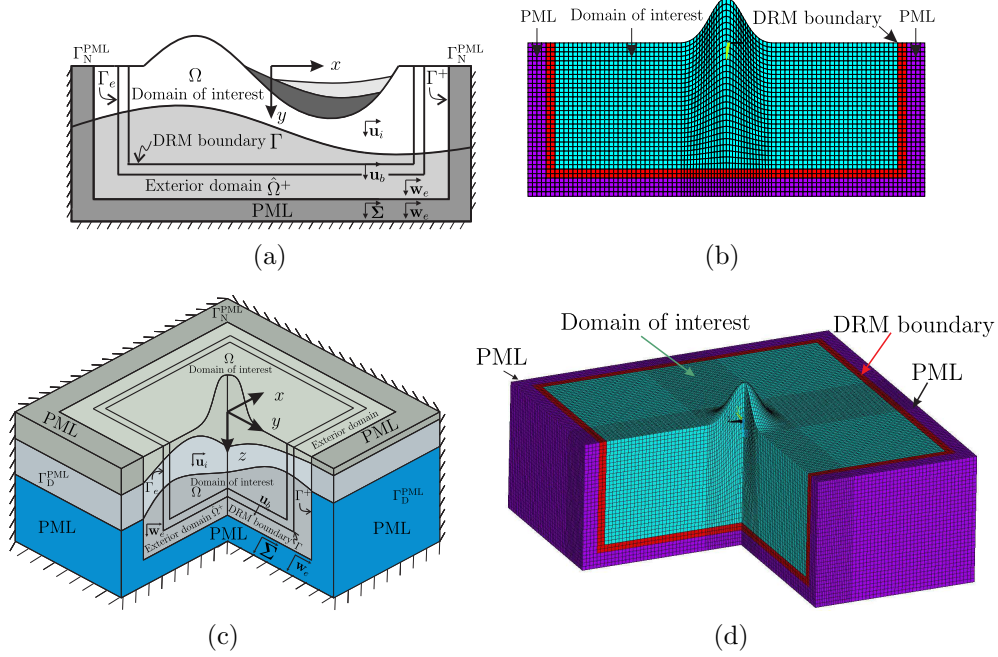 Γ_N^PML
Γ_N^PML
Γ_e
Ω
Domain of interest
x
y
Γ^+
u_i
DRM boundary Γ
u_b
Exterior domain Ω̂^+
w_e
PML
Σ
w_e
(a)
PML
Domain of interest
DRM boundary
PML
(b)
Γ_N^PML
Ω
Domain of interest
x
y
z
PML
Exterior domain
PML
Γ_D^PML
Γ_e
u_i
Domain of interest
Ω
Γ^+
Γ_D^PML
u_b
PML
w_e
Exterior domain Ω^+
PML
DRM boundary Γ
PML
Σ
w_e
(c)
Domain of interest
DRM boundary
PML
PML
(d)